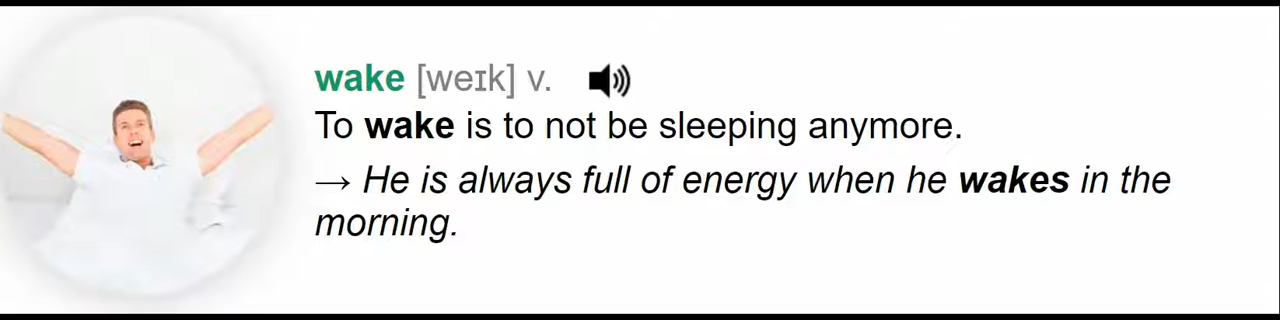 wake [weɪk] v.
To wake is to not be sleeping anymore.
→ He is always full of energy when he wakes in the
morning.